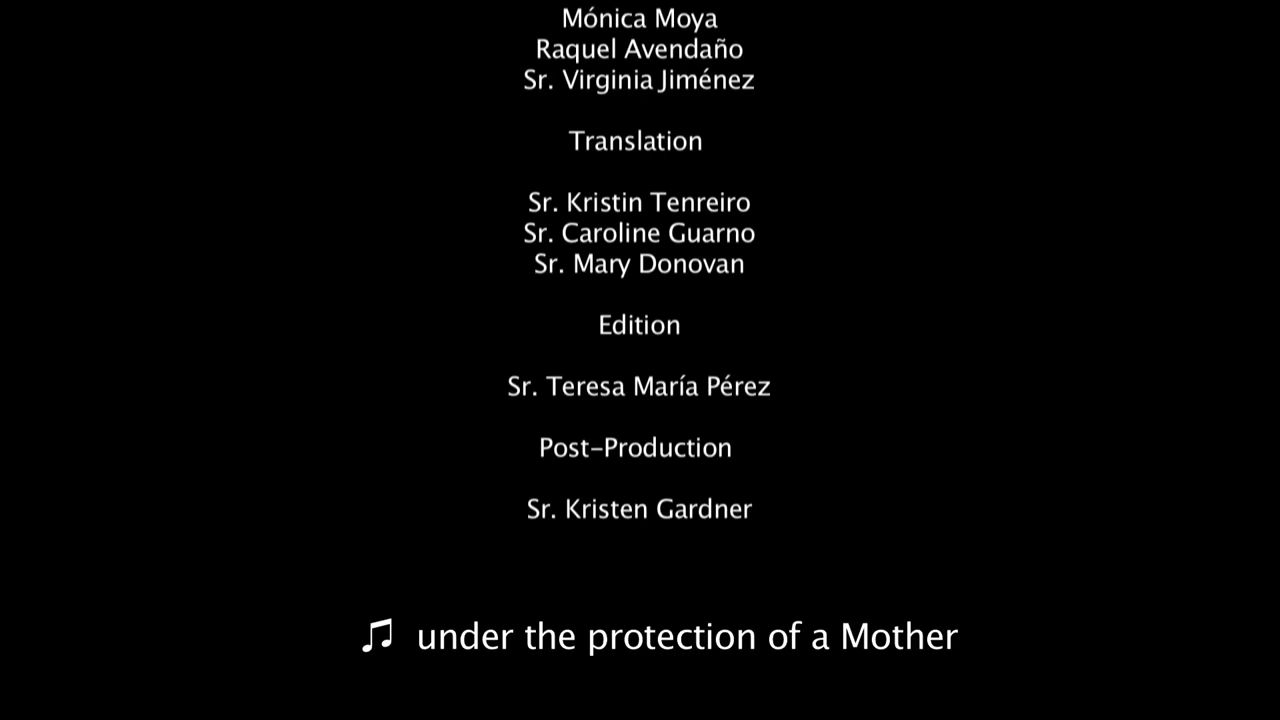 Mónica Moya
Raquel Avendaño
Sr. Virginia Jiménez
Translation
Sr. Kristin Tenreiro
Sr. Caroline Guarno
Sr. Mary Donovan
Edition
Sr. Teresa María Pérez
Post-Production
Sr. Kristen Gardner
♫ under the protection of a Mother